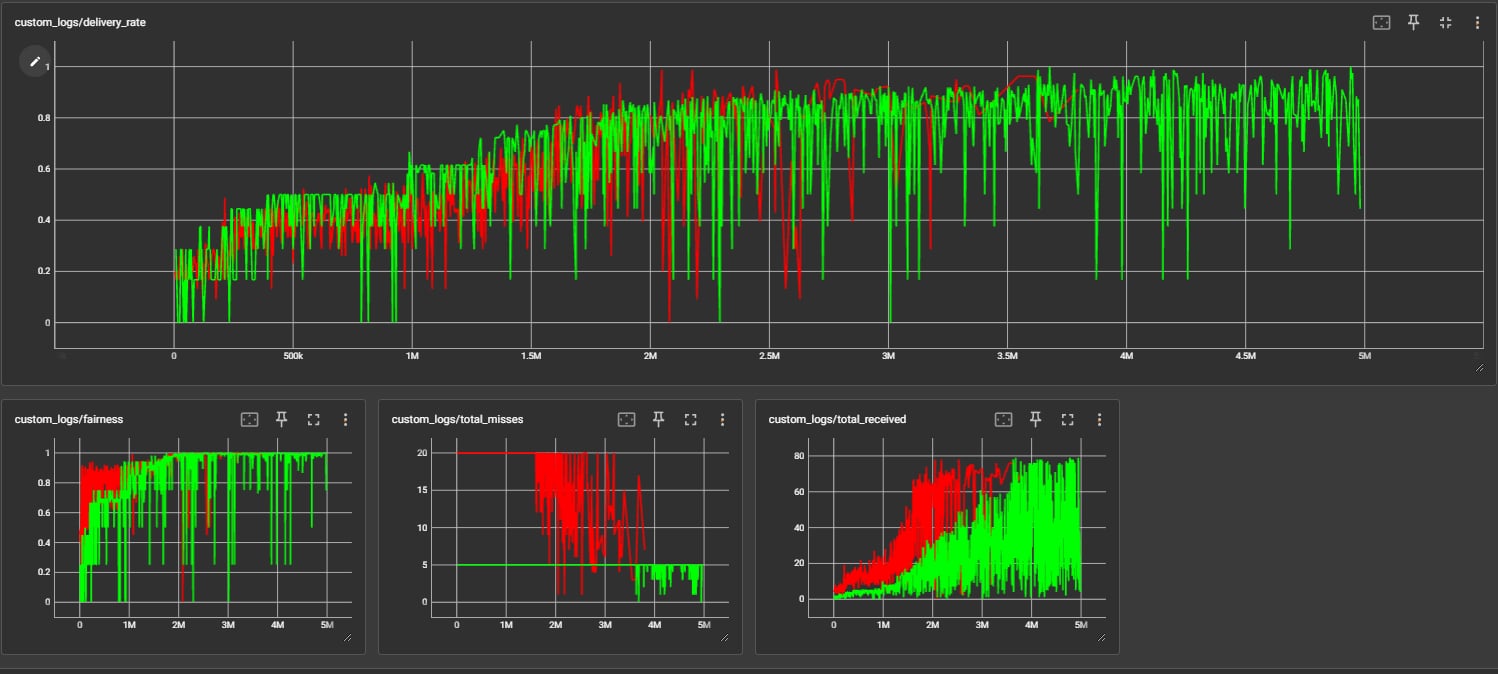 custom_logs/delivery_rate
1
0.8
0.6
0.4
0.2
0
0 500k 1M 1.5M 2M 2.5M 3M 3.5M 4M 4.5M 5M
custom_logs/fairness
1
0.8
0.6
0.4
0.2
0
0 1M 2M 3M 4M 5M
custom_logs/total_misses
20
15
10
5
0
0 1M 2M 3M 4M 5M
custom_logs/total_received
80
60
40
20
0
0 1M 2M 3M 4M 5M